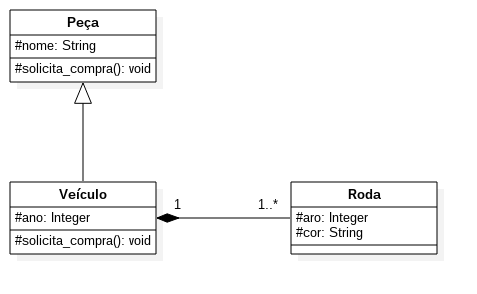 Peça
#nome: String
#solicita_compra(): void
Veículo
#ano: Integer
#solicita_compra(): void
1
1..*
Roda
#aro: Integer
#cor: String